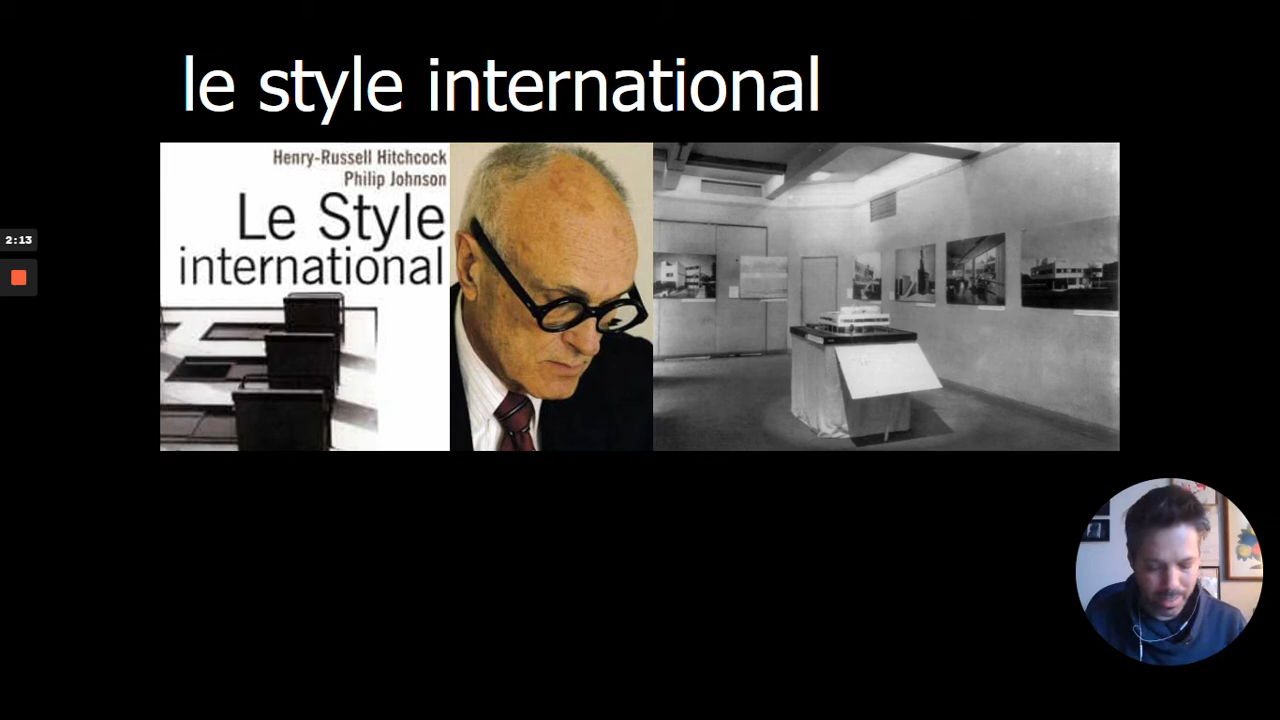 le style international
Henry-Russell Hitchcock
Philip Johnson
Le Style
international
2:13